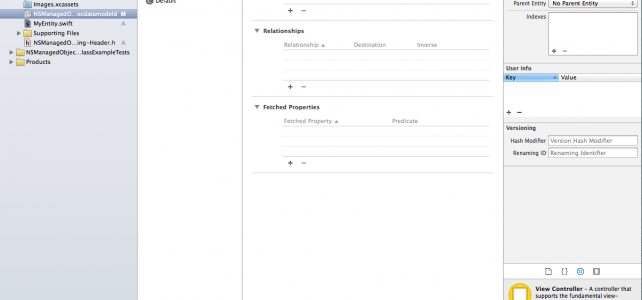 Images.xcassets
NSManagedO...xcdatamodeld M
MyEntity.swift A
Supporting Files
NSManagedO...ing-Header.h A
NSManagedObjec...lassExampleTests
Products
Default
Relationships
Relationship Destination Inverse
+ −
Fetched Properties
Fetched Property Predicate
+ −
Parent Entity No Parent Entity
Indexes
+ −
User Info
Key Value
+ −
Versioning
Hash Modifier Version Hash Modifier
Renaming ID Renaming Identifier
{}
View Controller - A controller that
supports the fundamental view-